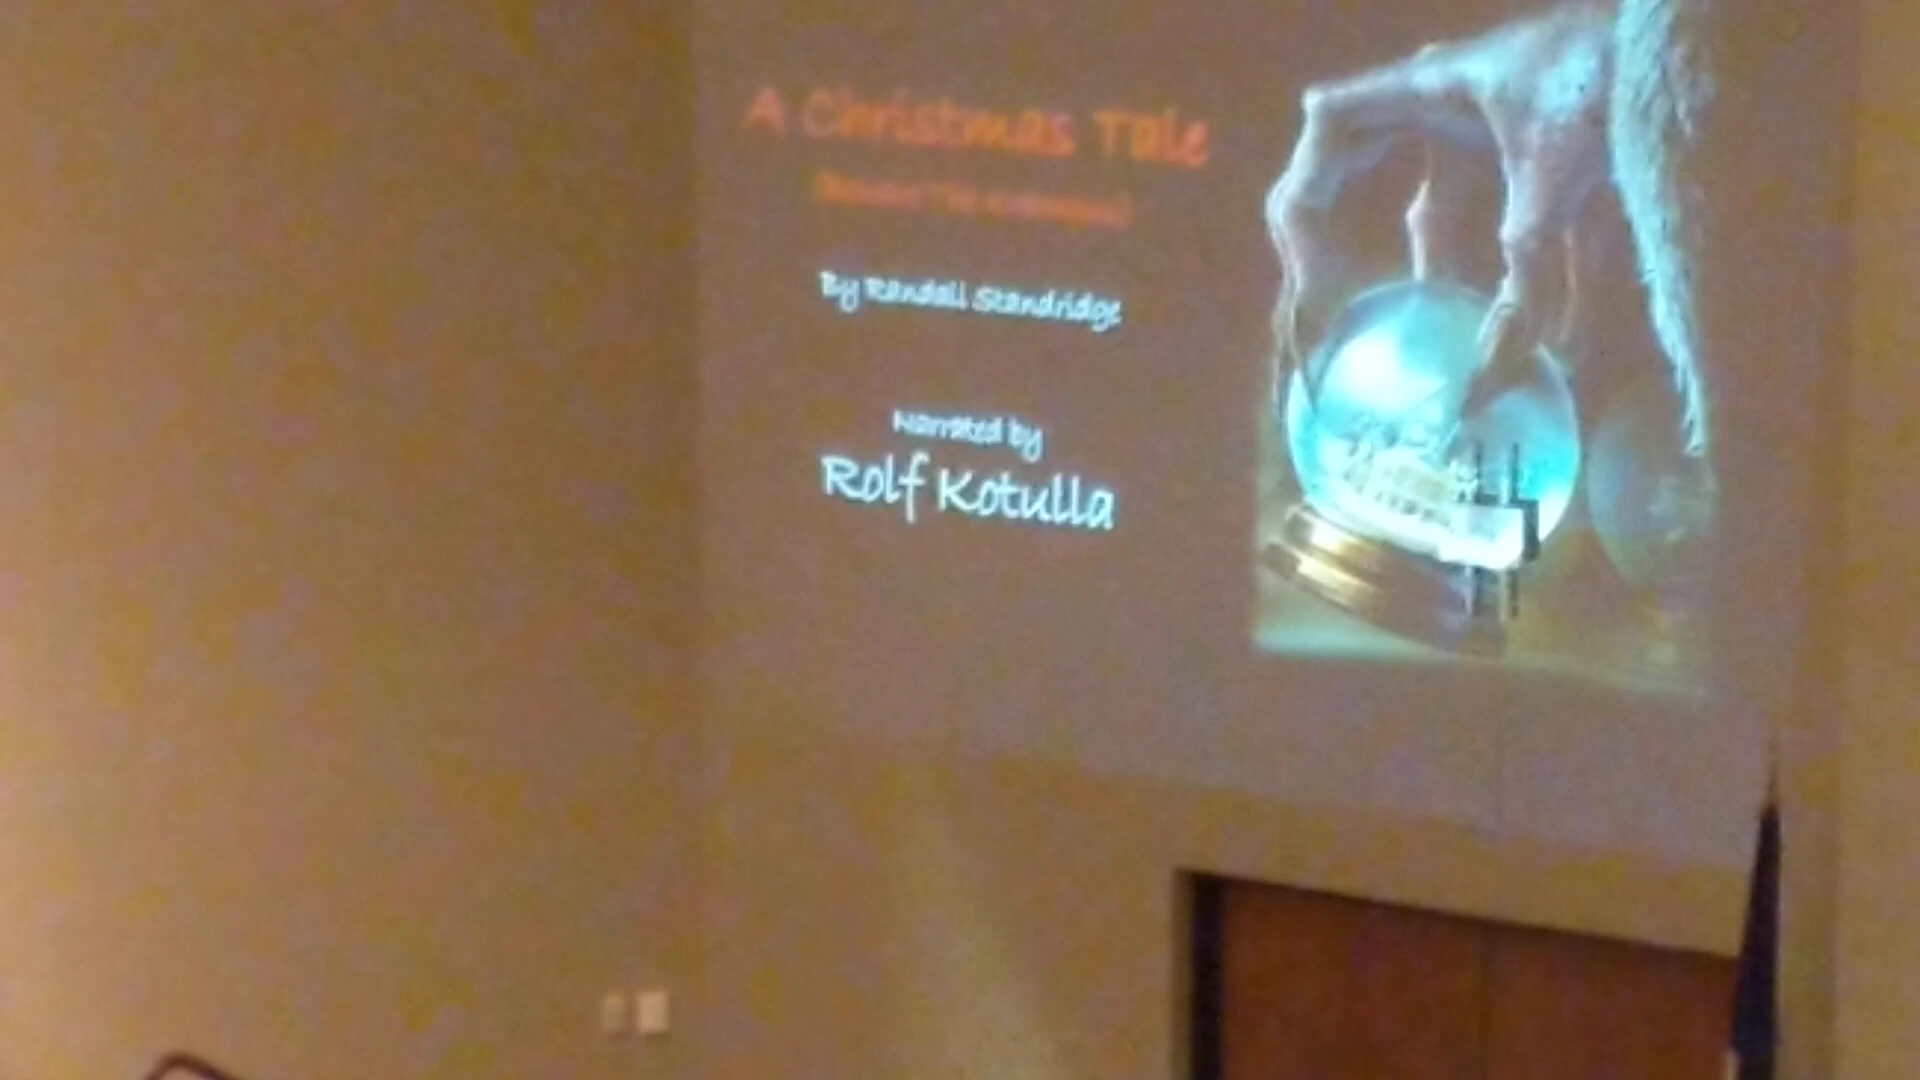 A Christmas Tale
By Randall Standridge
Narrated by
Rolf Kotulla